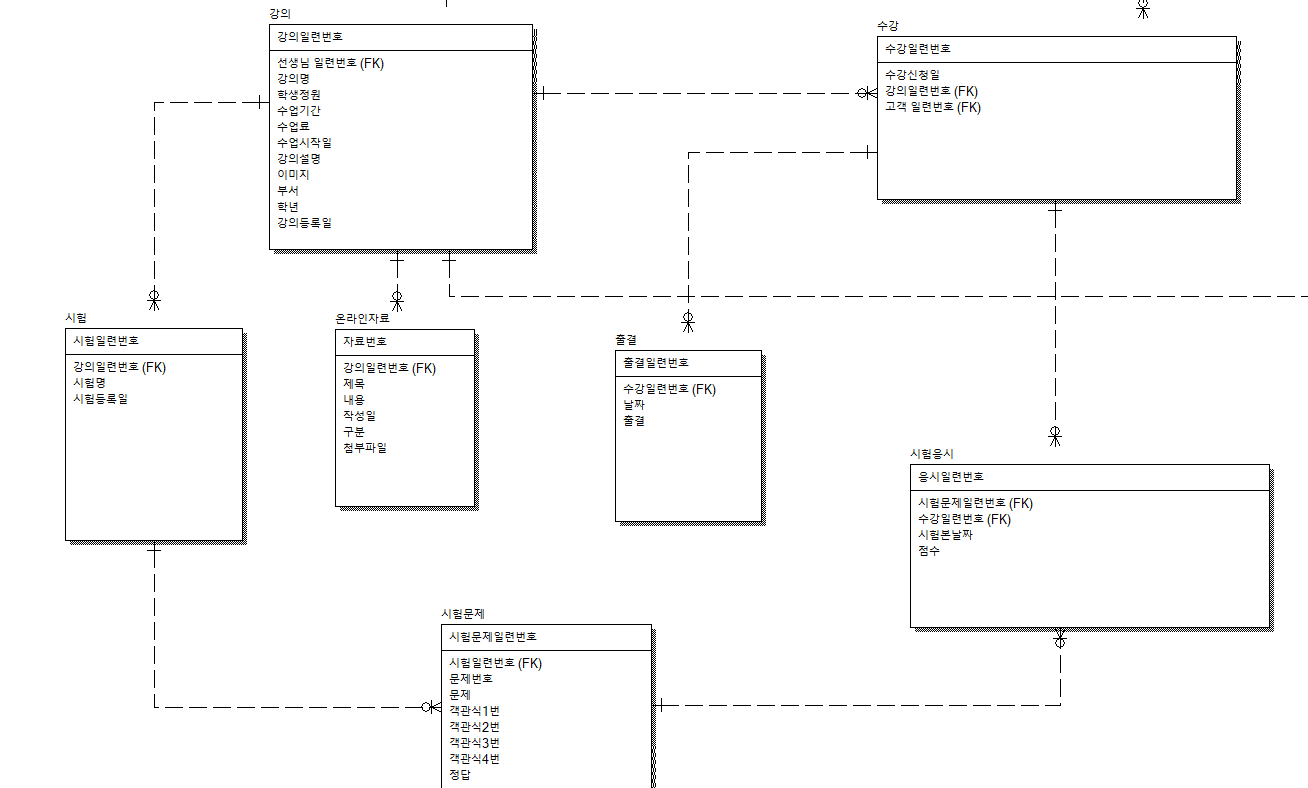 강의
강의일련번호
선생님 일련번호 (FK)
강의명
학생정원
수업기간
수업료
수업시작일
강의설명
이미지
부서
학년
강의등록일
수강
수강일련번호
수강신청일
강의일련번호 (FK)
고객 일련번호 (FK)
시험
시험일련번호
강의일련번호 (FK)
시험명
시험등록일
온라인자료
자료번호
강의일련번호 (FK)
제목
내용
작성일
구분
첨부파일
출결
출결일련번호
수강일련번호 (FK)
날짜
출결
시험응시
응시일련번호
시험문제일련번호 (FK)
수강일련번호 (FK)
시험본날짜
점수
시험문제
시험문제일련번호
시험일련번호 (FK)
문제번호
문제
객관식1번
객관식2번
객관식3번
객관식4번
정답